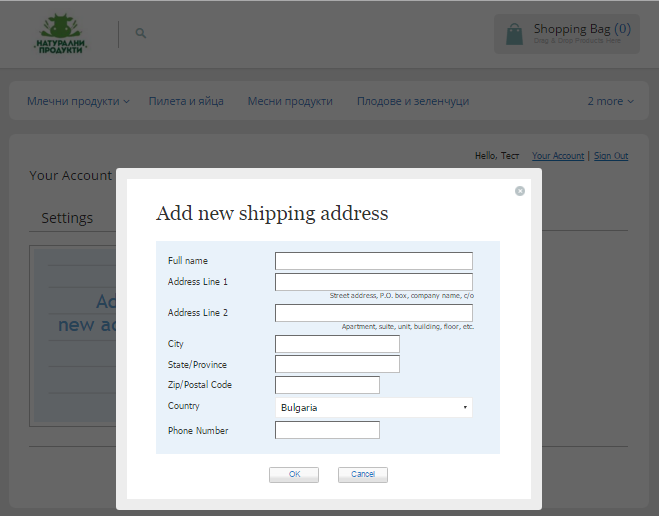 НАТУРАЛНИ
ПРОДУКТИ
Shopping Bag (0)
Drag & Drop Products Here
Млечни продукти
Пилета и яйца
Месни продукти
Плодове и зеленчуци
2 more
Hello, Тест
Your Account | Sign Out
Your Account
Settings
Add new shipping address
Full name
Address Line 1
Street address, P.O. box, company name, c/o
Address Line 2
Apartment, suite, unit, building, floor, etc.
City
State/Province
Zip/Postal Code
Country
Bulgaria
Phone Number
OK
Cancel
new